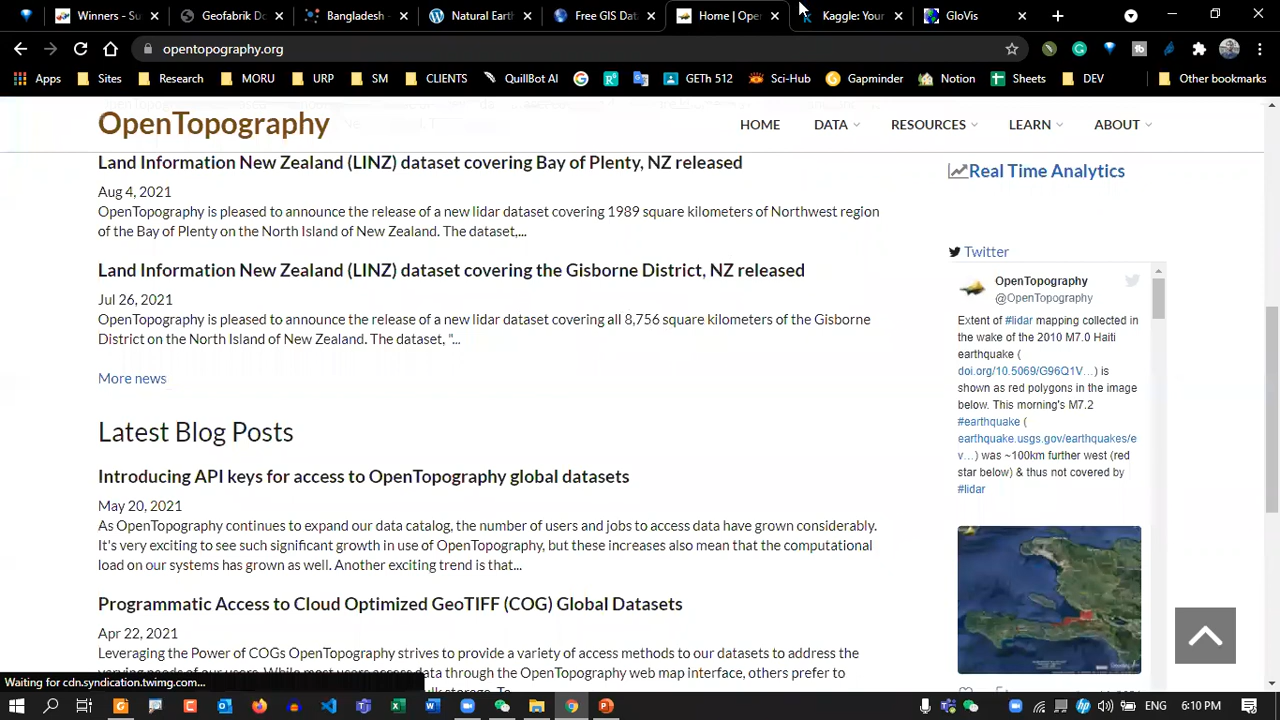 Winners - Su
Geofabrik Do
Bangladesh -
Natural Earth
Free GIS Data
Home | Open
Kaggle: Your
GloVis
opentopography.org
Apps Sites Research MORU URP SM CLIENTS QuillBot AI GETh 512 Sci-Hub Gapminder Notion Sheets DEV Other bookmarks
OpenTopography
HOME DATA RESOURCES LEARN ABOUT
Land Information New Zealand (LINZ) dataset covering Bay of Plenty, NZ released
Aug 4, 2021
OpenTopography is pleased to announce the release of a new lidar dataset covering 1989 square kilometers of Northwest region
of the Bay of Plenty on the North Island of New Zealand. The dataset,...
Land Information New Zealand (LINZ) dataset covering the Gisborne District, NZ released
Jul 26, 2021
OpenTopography is pleased to announce the release of a new lidar dataset covering all 8,756 square kilometers of the Gisborne
District on the North Island of New Zealand. The dataset, "...
More news
Latest Blog Posts
Introducing API keys for access to OpenTopography global datasets
May 20, 2021
As OpenTopography continues to expand our data catalog, the number of users and jobs to access data have grown considerably.
It's very exciting to see such significant growth in use of OpenTopography, but these increases also mean that the computational
load on our systems has grown as well. Another exciting trend is that...
Programmatic Access to Cloud Optimized GeoTIFF (COG) Global Datasets
Apr 22, 2021
Leveraging the Power of COGs OpenTopography strives to provide a variety of access methods to our datasets to address the
data through the OpenTopography web map interface, others prefer to
Real Time Analytics
Twitter
OpenTopography
@OpenTopography
Extent of #lidar mapping collected in
the wake of the 2010 M7.0 Haiti
earthquake (
doi.org/10.5069/G96Q1V…) is
shown as red polygons in the image
below. This morning's M7.2
#earthquake (
earthquake.usgs.gov/earthquakes/e
v…) was ~100km further west (red
star below) & thus not covered by
#lidar
Waiting for cdn.syndication.twimg.com...
ENG 6:10 PM